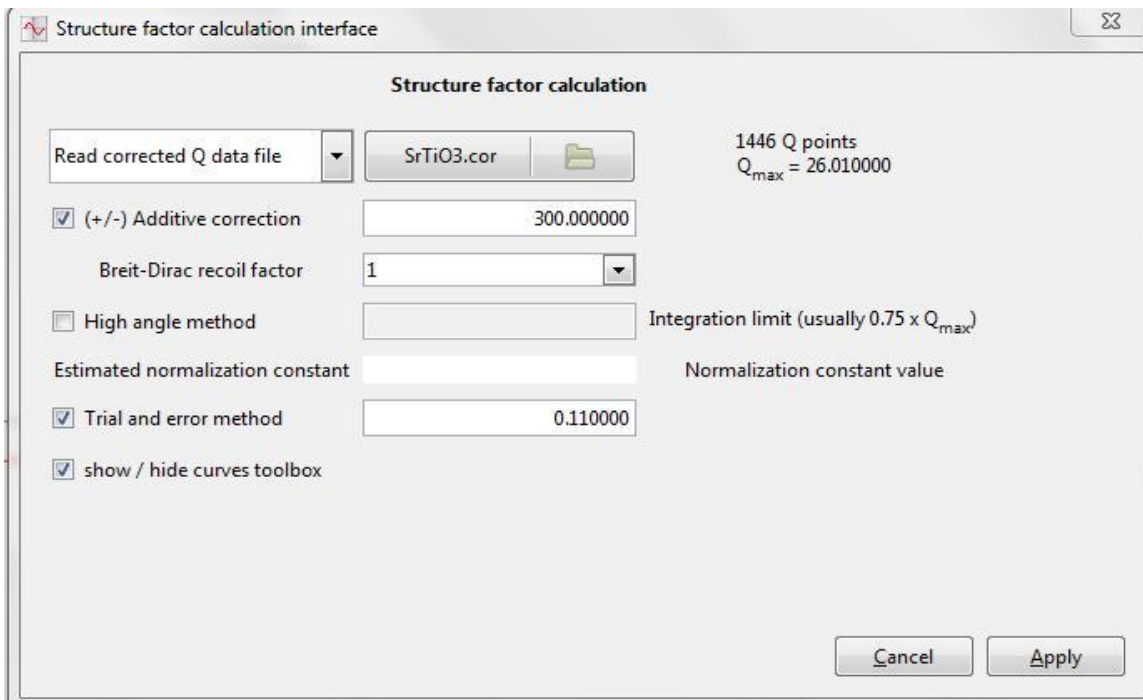 Structure factor calculation interface
Structure factor calculation
Read corrected Q data file
SrTiO3.cor
1446 Q points
Qmax = 26.010000
(+/-) Additive correction
300.000000
Breit-Dirac recoil factor
1
High angle method
Integration limit (usually 0.75 x Qmax)
Estimated normalization constant
Normalization constant value
Trial and error method
0.110000
show / hide curves toolbox
Cancel
Apply